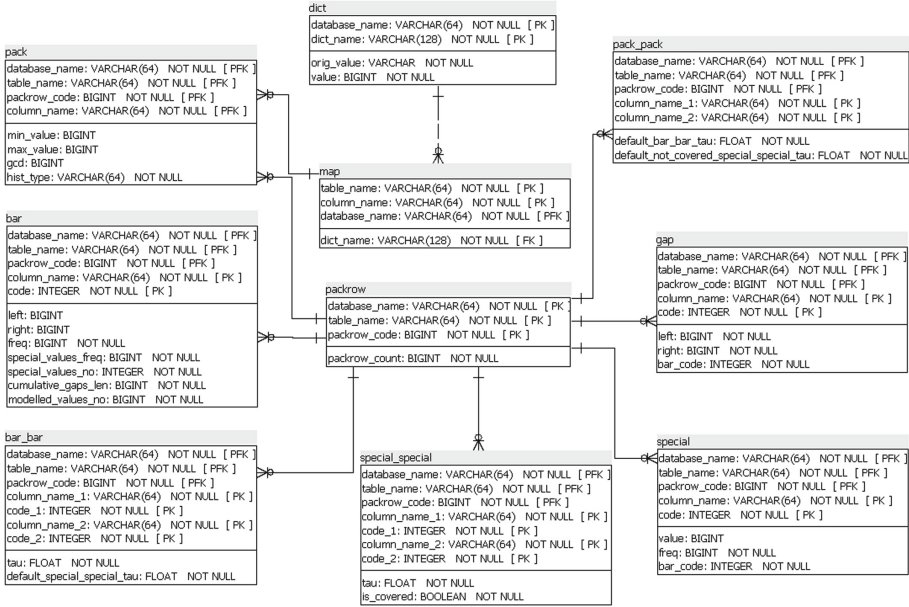 dict
database_name: VARCHAR(64) NOT NULL [ PK ]
dict_name: VARCHAR(128) NOT NULL [ PK ]
orig_value: VARCHAR NOT NULL
value: BIGINT NOT NULL
pack
database_name: VARCHAR(64) NOT NULL [ PFK ]
table_name: VARCHAR(64) NOT NULL [ PFK ]
packrow_code: BIGINT NOT NULL [ PFK ]
column_name: VARCHAR(64) NOT NULL [ PFK ]
min_value: BIGINT
max_value: BIGINT
gcd: BIGINT
hist_type: VARCHAR(64) NOT NULL
pack_pack
database_name: VARCHAR(64) NOT NULL [ PFK ]
table_name: VARCHAR(64) NOT NULL [ PFK ]
packrow_code: BIGINT NOT NULL [ PFK ]
column_name_1: VARCHAR(64) NOT NULL [ PK ]
column_name_2: VARCHAR(64) NOT NULL [ PK ]
default_bar_bar_tau: FLOAT NOT NULL
default_not_covered_special_special_tau: FLOAT NOT NULL
map
table_name: VARCHAR(64) NOT NULL [ PK ]
column_name: VARCHAR(64) NOT NULL [ PK ]
database_name: VARCHAR(64) NOT NULL [ PFK ]
dict_name: VARCHAR(128) NOT NULL [ FK ]
bar
database_name: VARCHAR(64) NOT NULL [ PFK ]
table_name: VARCHAR(64) NOT NULL [ PFK ]
packrow_code: BIGINT NOT NULL [ PFK ]
column_name: VARCHAR(64) NOT NULL [ PK ]
code: INTEGER NOT NULL [ PK ]
left: BIGINT
right: BIGINT
freq: BIGINT NOT NULL
special_values_freq: BIGINT NOT NULL
special_values_no: INTEGER NOT NULL
cumulative_gaps_len: BIGINT NOT NULL
modelled_values_no: BIGINT NOT NULL
packrow
database_name: VARCHAR(64) NOT NULL [ PK ]
table_name: VARCHAR(64) NOT NULL [ PK ]
packrow_code: BIGINT NOT NULL [ PK ]
packrow_count: BIGINT NOT NULL
gap
database_name: VARCHAR(64) NOT NULL [ PFK ]
table_name: VARCHAR(64) NOT NULL [ PFK ]
packrow_code: BIGINT NOT NULL [ PFK ]
column_name: VARCHAR(64) NOT NULL [ PK ]
code: INTEGER NOT NULL [ PK ]
left: BIGINT NOT NULL
right: BIGINT NOT NULL
bar_code: INTEGER NOT NULL
bar_bar
database_name: VARCHAR(64) NOT NULL [ PFK ]
table_name: VARCHAR(64) NOT NULL [ PFK ]
packrow_code: BIGINT NOT NULL [ PFK ]
column_name_1: VARCHAR(64) NOT NULL [ PK ]
code_1: INTEGER NOT NULL [ PK ]
column_name_2: VARCHAR(64) NOT NULL [ PK ]
code_2: INTEGER NOT NULL [ PK ]
tau: FLOAT NOT NULL
default_special_special_tau: FLOAT NOT NULL
special_special
database_name: VARCHAR(64) NOT NULL [ PFK ]
table_name: VARCHAR(64) NOT NULL [ PFK ]
packrow_code: BIGINT NOT NULL [ PFK ]
column_name_1: VARCHAR(64) NOT NULL [ PK ]
code_1: INTEGER NOT NULL [ PK ]
column_name_2: VARCHAR(64) NOT NULL [ PK ]
code_2: INTEGER NOT NULL [ PK ]
tau: FLOAT NOT NULL
is_covered: BOOLEAN NOT NULL
special
database_name: VARCHAR(64) NOT NULL [ PFK ]
table_name: VARCHAR(64) NOT NULL [ PFK ]
packrow_code: BIGINT NOT NULL [ PFK ]
column_name: VARCHAR(64) NOT NULL [ PK ]
code: INTEGER NOT NULL [ PK ]
value: BIGINT
freq: BIGINT NOT NULL
bar_code: INTEGER NOT NULL